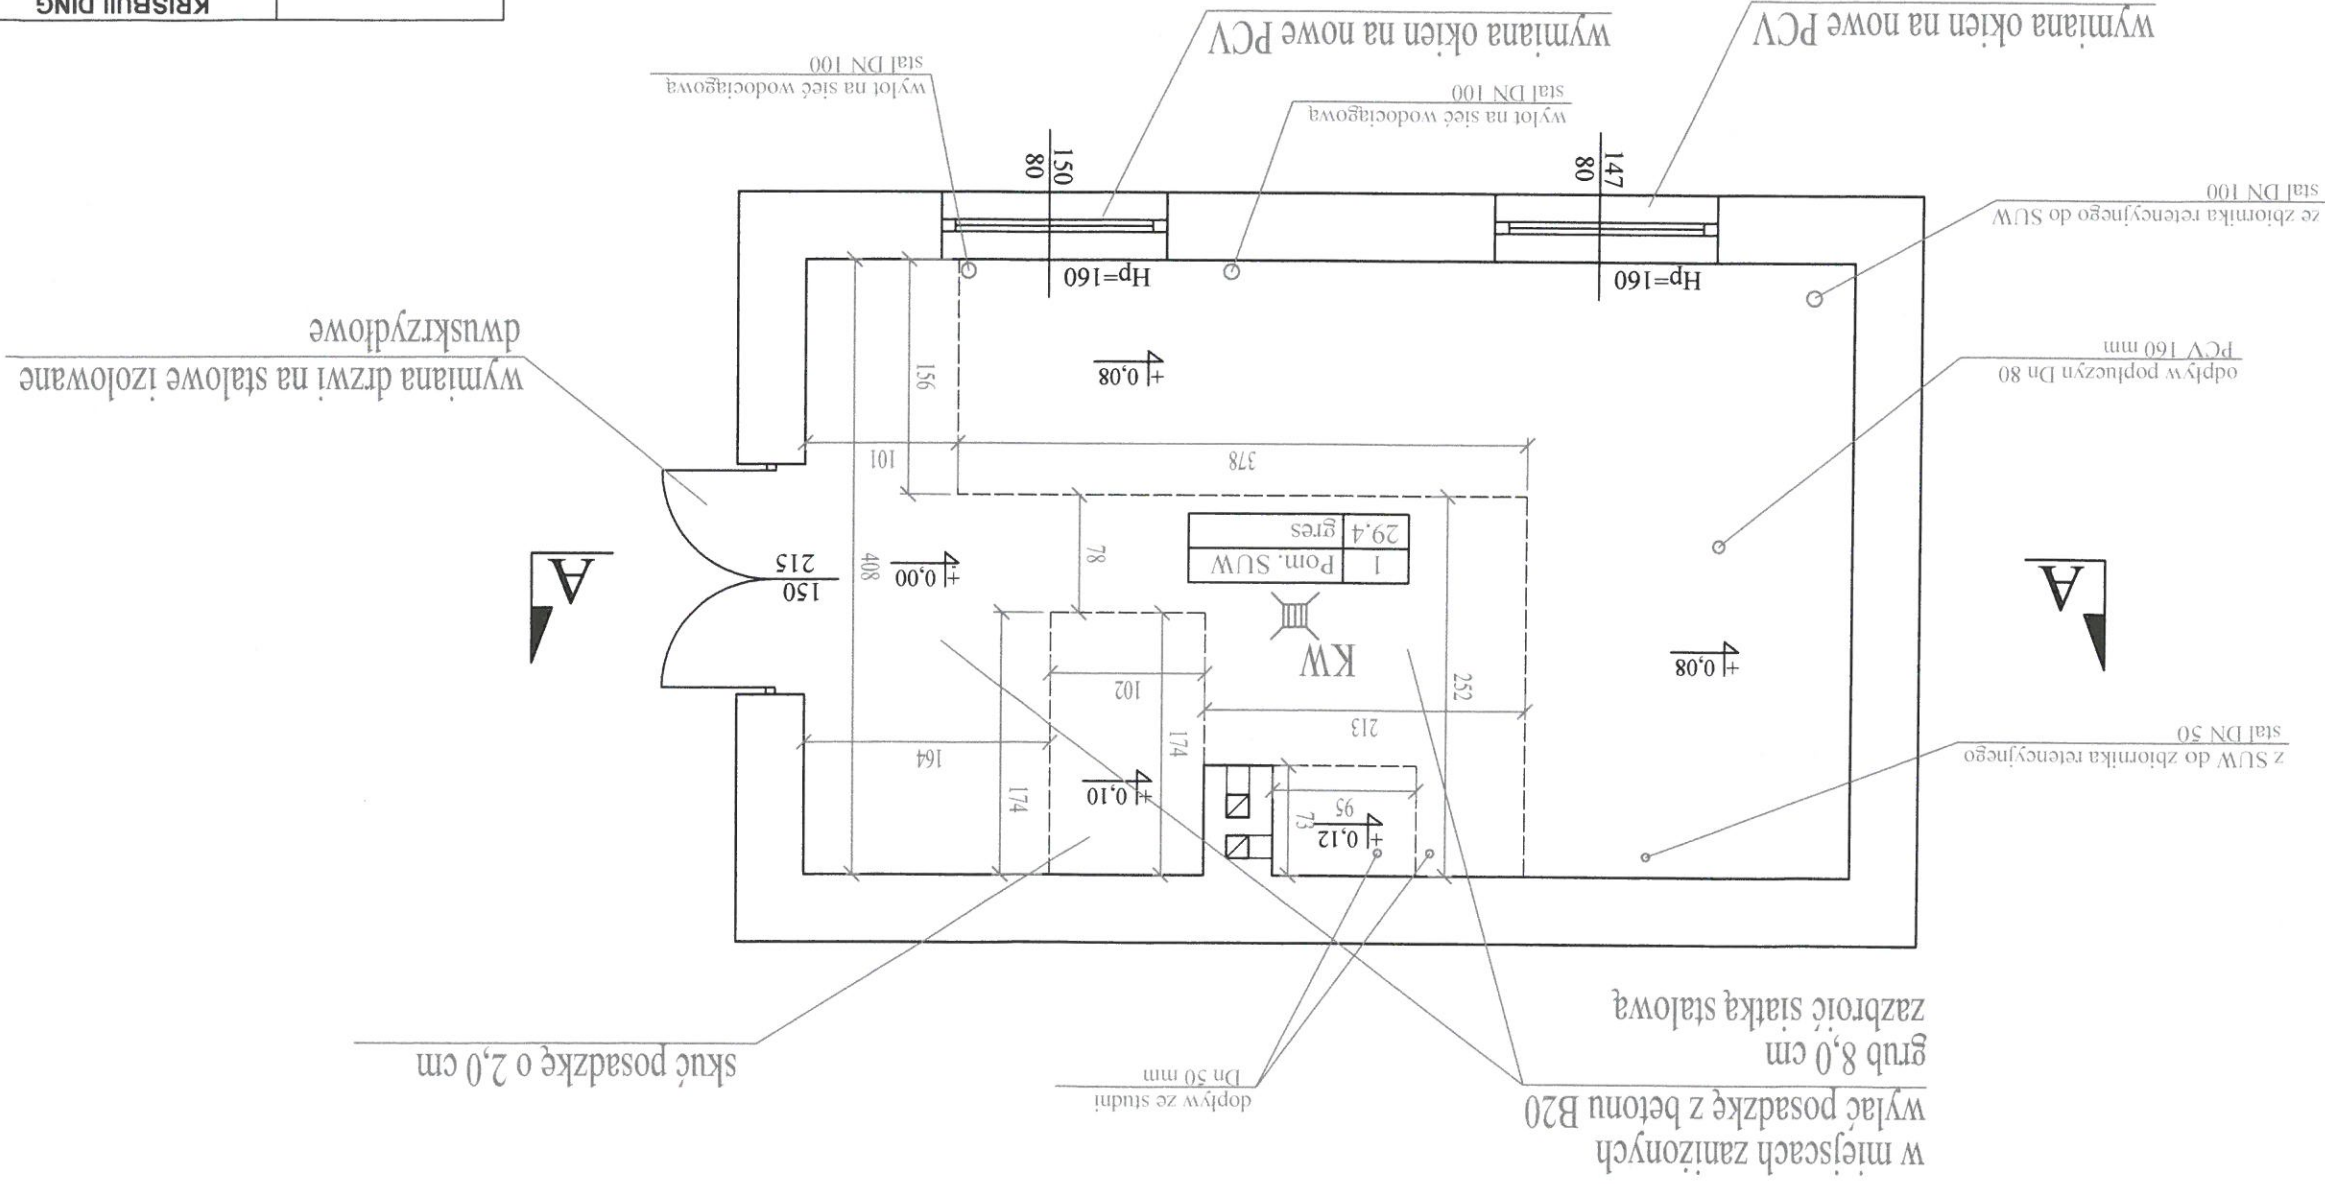 w miejscach zaniżonych
wylać posadzkę z betonu B20
grub 8,0 cm
zazbroić siatką stalową
dopływ ze studni
Dn 50 mm
skuć posadzkę o 2,0 cm
z SUW do zbiornika retencyjnego
stal DN 50
+ 0,12
73
95
+ 0,10
174
174
164
213
102
252
+ 0,08
KW
1 Pom. SUW
29.4 gres
78
± 0,00
408
150
215
A
A
odpływ popłuczyn Dn 80
PCV 160 mm
378
101
156
+ 0,08
wymiana drzwi na stalowe izolowane
dwuskrzydłowe
Hp=160
Hp=160
ze zbiornika retencyjnego do SUW
stal DN 100
147
80
150
80
wylot na sieć wodociągową
stal DN 100
wylot na sieć wodociągową
stal DN 100
wymiana okien na nowe PCV
wymiana okien na nowe PCV
KRISBUILDING